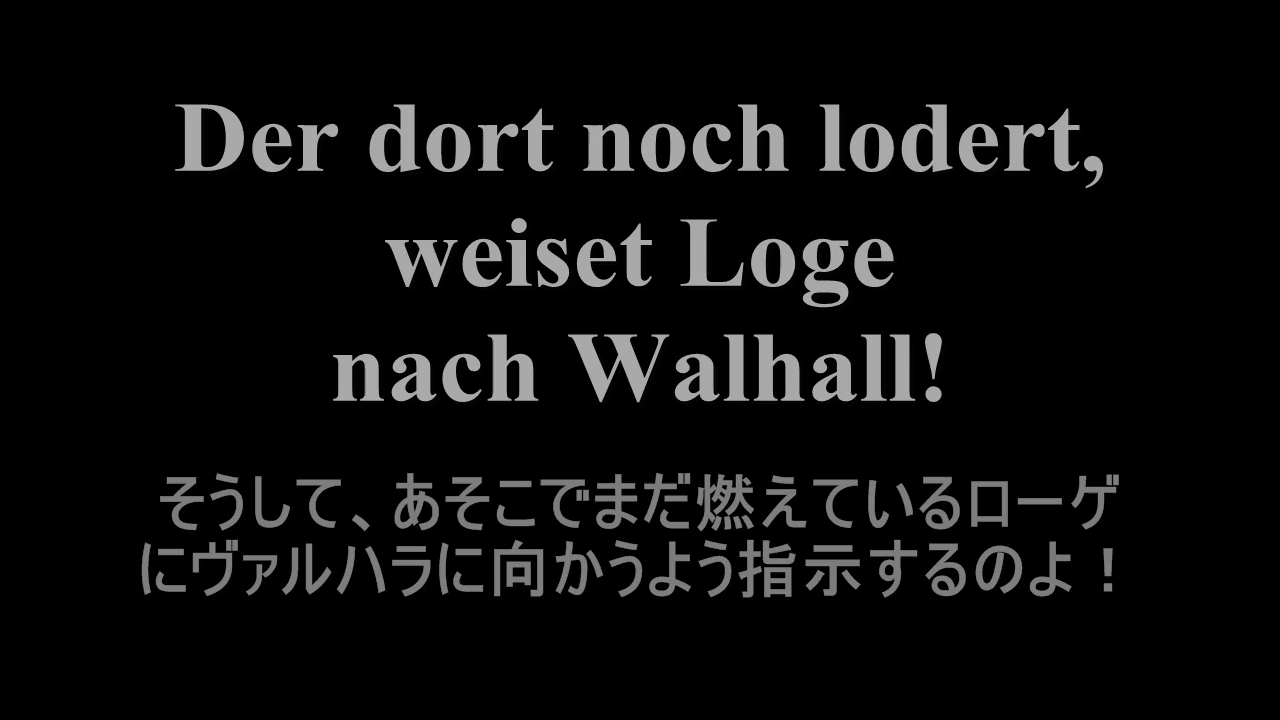 Der dort noch lodert,
weiset Loge
nach Walhall!
そうして、あそこでまだ燃えているローゲ
にヴァルハラに向かうよう指示するのよ！